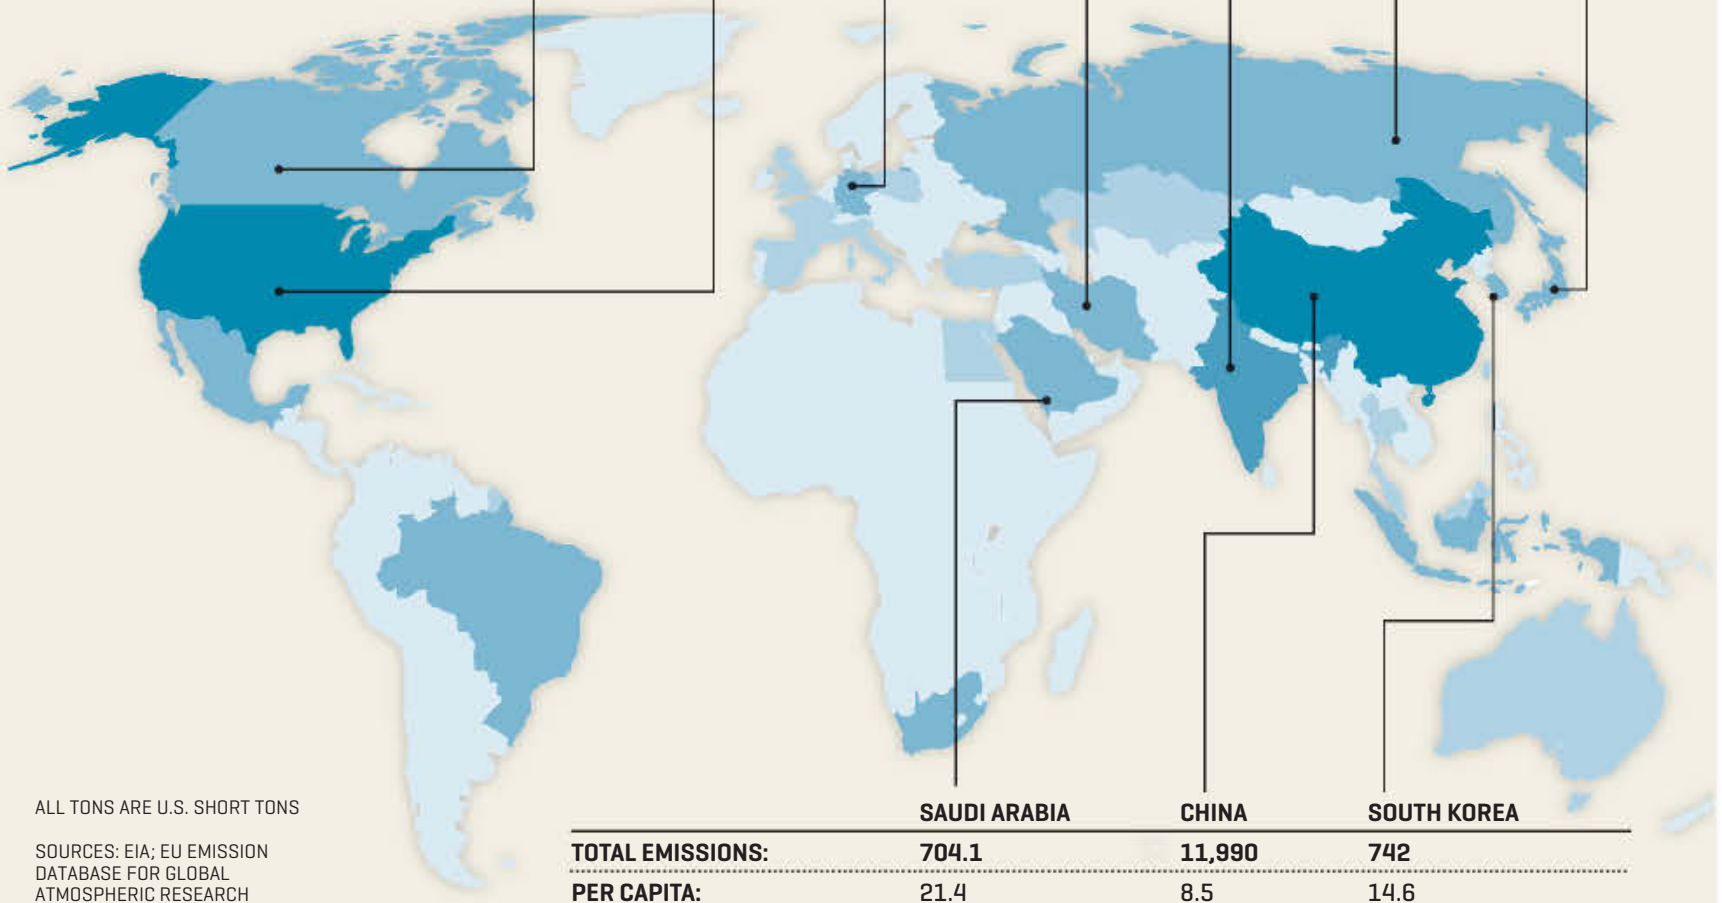 ALL TONS ARE U.S. SHORT TONS
SOURCES: EIA; EU EMISSION
DATABASE FOR GLOBAL
ATMOSPHERIC RESEARCH
SAUDI ARABIA CHINA SOUTH KOREA
TOTAL EMISSIONS: 704.1 11,990 742
PER CAPITA: 21.4 8.5 14.6